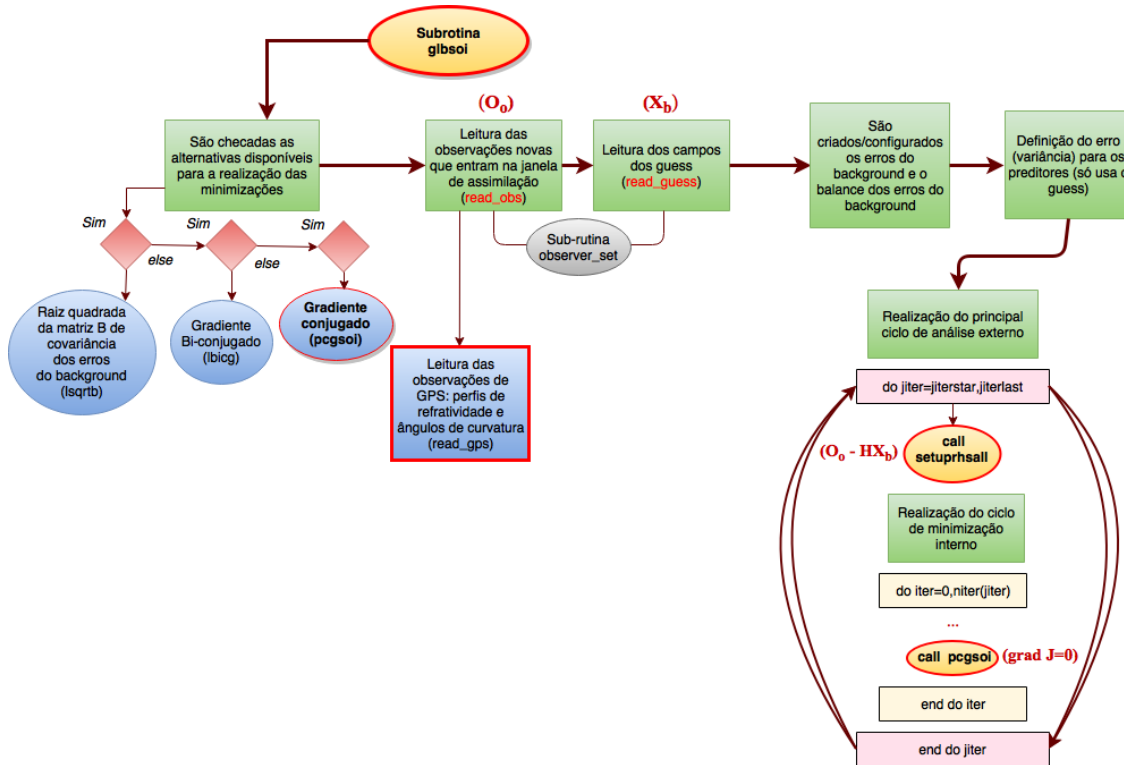 Subrotina
glbsoi
(Oₒ)
(X_b)
São checadas as
alternativas disponíveis
para a realização das
minimizações
Leitura das
observações novas
que entram na janela
de assimilação
(read_obs)
Leitura dos campos
dos guess
(read_guess)
São
criados/configurados
os erros do
background e o
balance dos erros do
background
Definição do erro
(variância) para os
preditores (só usa o
guess)
Sim
Sim
Sim
else
else
Sub-rutina
observer_set
Raiz quadrada
da matriz B de
covariância
dos erros
do background
(lsqrtb)
Gradiente
Bi-conjugado
(lbicg)
Gradiente
conjugado
(pcgsoi)
Leitura das
observações de
GPS: perfis de
refratividade e
ângulos de curvatura
(read_gps)
Realização do principal
ciclo de análise externo
do jiter=jiterstar,jiterlast
(Oₒ - HX_b)
call
setuprhsall
Realização do ciclo
de minimização
interno
do iter=0,niter(jiter)
...
call pcgsoi
(grad J=0)
end do iter
end do jiter